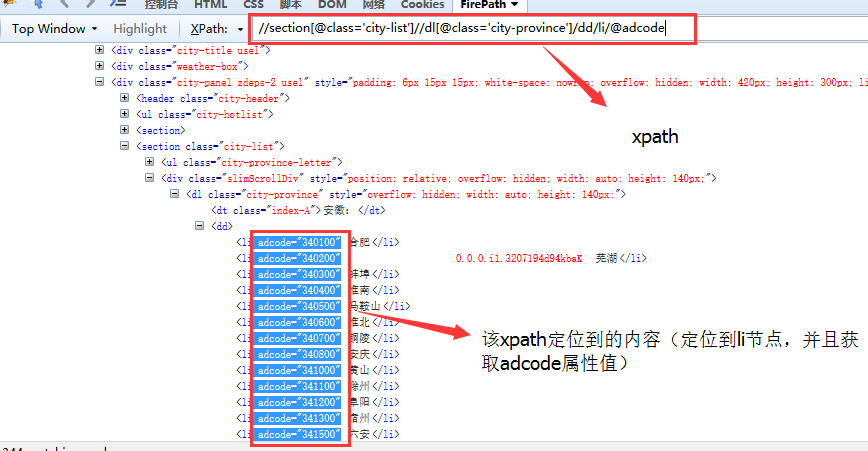 控制台 HTML CSS 脚本 DOM 网络 Cookies FirePath
Top Window Highlight XPath: //section[@class='city-list']//dl[@class='city-province']/dd/li/@adcode
<div class="city-title usel">
<div class="weather-box">
<div class="city-panel zdeps-2 usel" style="padding: 6px 15px 15px; white-space: nowrap; overflow: hidden; width: 420px; height: 300px; li
<header class="city-header">
<ul class="city-hotlist">
<section>
<section class="city-list">
<ul class="city-province-letter">
<div class="slimScrollDiv" style="position: relative; overflow: hidden; width: auto; height: 140px;">
<dl class="city-province" style="overflow: hidden; width: auto; height: 140px;">
<dt class="index-A">安徽：</dt>
<dd>
<li adcode="340100" 合肥</li>
<li adcode="340200" 0.0.0.i1.3207194d94kbaK 芜湖</li>
<li adcode="340300" 蚌埠</li>
<li adcode="340400" 淮南</li>
<li adcode="340500" 马鞍山</li>
<li adcode="340600" 淮北</li>
<li adcode="340700" 铜陵</li>
<li adcode="340800" 安庆</li>
<li adcode="341000" 黄山</li>
<li adcode="341100" 滁州</li>
<li adcode="341200" 阜阳</li>
<li adcode="341300" 宿州</li>
<li adcode="341500" 六安</li>
xpath
该xpath定位到的内容（定位到li节点，并且获
取adcode属性值）